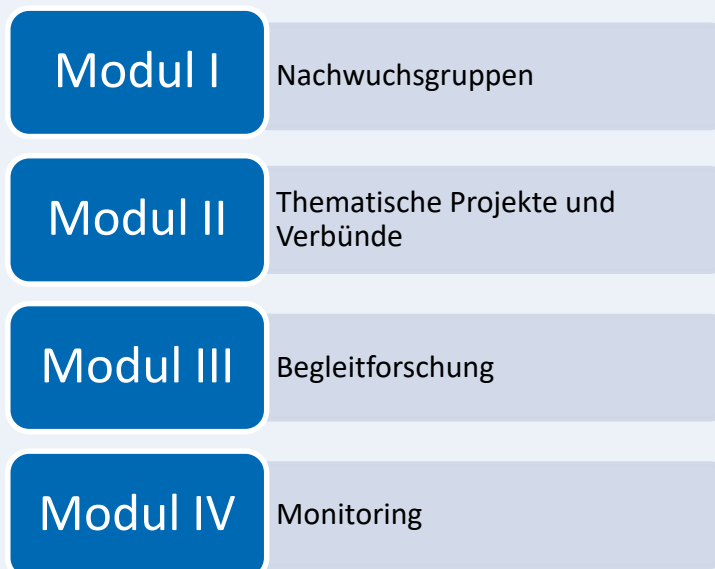 Modul I
Nachwuchsgruppen
Modul II
Thematische Projekte und
Verbünde
Modul III
Begleitforschung
Modul IV
Monitoring